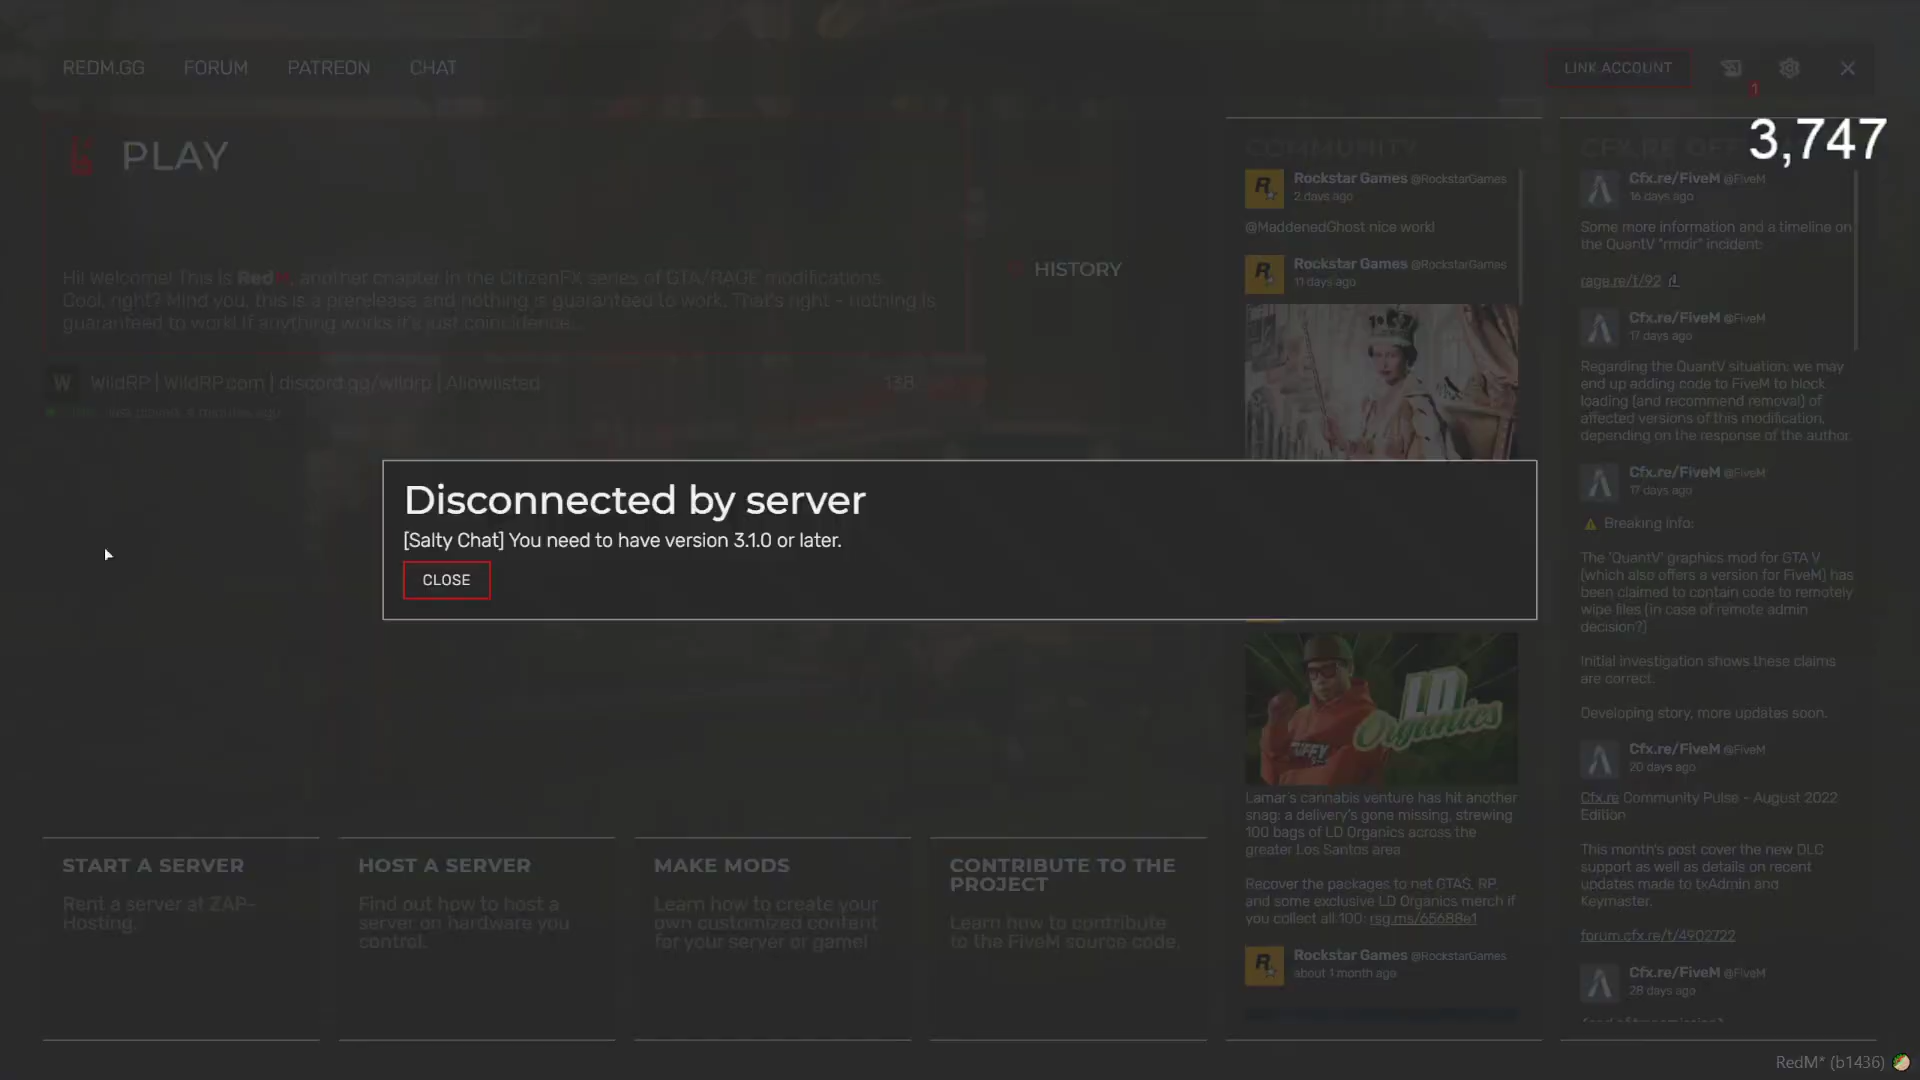 REDM.GG FORUM PATREON CHAT
LINK ACCOUNT
1
3,747
PLAY
Hi! Welcome! This is RedM, another chapter in the CitizenFX series of GTA/RAGE modifications.
Cool, right? Mind you, this is a prerelease and nothing is guaranteed to work. That's right - nothing is
guaranteed to work! If anything works it's just coincidence...
HISTORY
WildRP | WildRP.com | discord.gg/wildrp | Allowlisted
138
last played: 4 minutes ago
Disconnected by server
[Salty Chat] You need to have version 3.1.0 or later.
CLOSE
COMMUNITY
Rockstar Games @RockstarGames
2 days ago
@MaddenedGhost nice work!
Rockstar Games @RockstarGames
11 days ago
LD
Organics
Lamar's cannabis venture has hit another
snag: a delivery's gone missing, strewing
100 bags of LD Organics across the
greater Los Santos area
Recover the packages to net GTA$, RP,
and some exclusive LD Organics merch if
you collect all 100: rsg.ms/65688e1
Rockstar Games @RockstarGames
about 1 month ago
CFX.RE
Cfx.re/FiveM @FiveM
16 days ago
Some more information and a timeline on
the QuantV "rmdir" incident:
rage.re/t/92
Cfx.re/FiveM @FiveM
17 days ago
Regarding the QuantV situation: we may
end up adding code to FiveM to block
loading (and recommend removal) of
affected versions of this modification,
depending on the response of the author.
Cfx.re/FiveM @FiveM
17 days ago
Breaking info:
The 'QuantV' graphics mod for GTA V
(which also offers a version for FiveM) has
been claimed to contain code to remotely
wipe files (in case of remote admin
decision?)
Initial investigation shows these claims
are correct.
Developing story, more updates soon.
Cfx.re/FiveM @FiveM
20 days ago
Cfx.re Community Pulse - August 2022
Edition
This month's post cover the new DLC
support as well as details on recent
updates made to txAdmin and
Keymaster.
forum.cfx.re/t/4902722
Cfx.re/FiveM @FiveM
28 days ago
START A SERVER
Rent a server at ZAP-
Hosting.
HOST A SERVER
Find out how to host a
server on hardware you
control.
MAKE MODS
Learn how to create your
own customized content
for your server or game!
CONTRIBUTE TO THE
PROJECT
Learn how to contribute
to the FiveM source code.
RedM* (b1436)